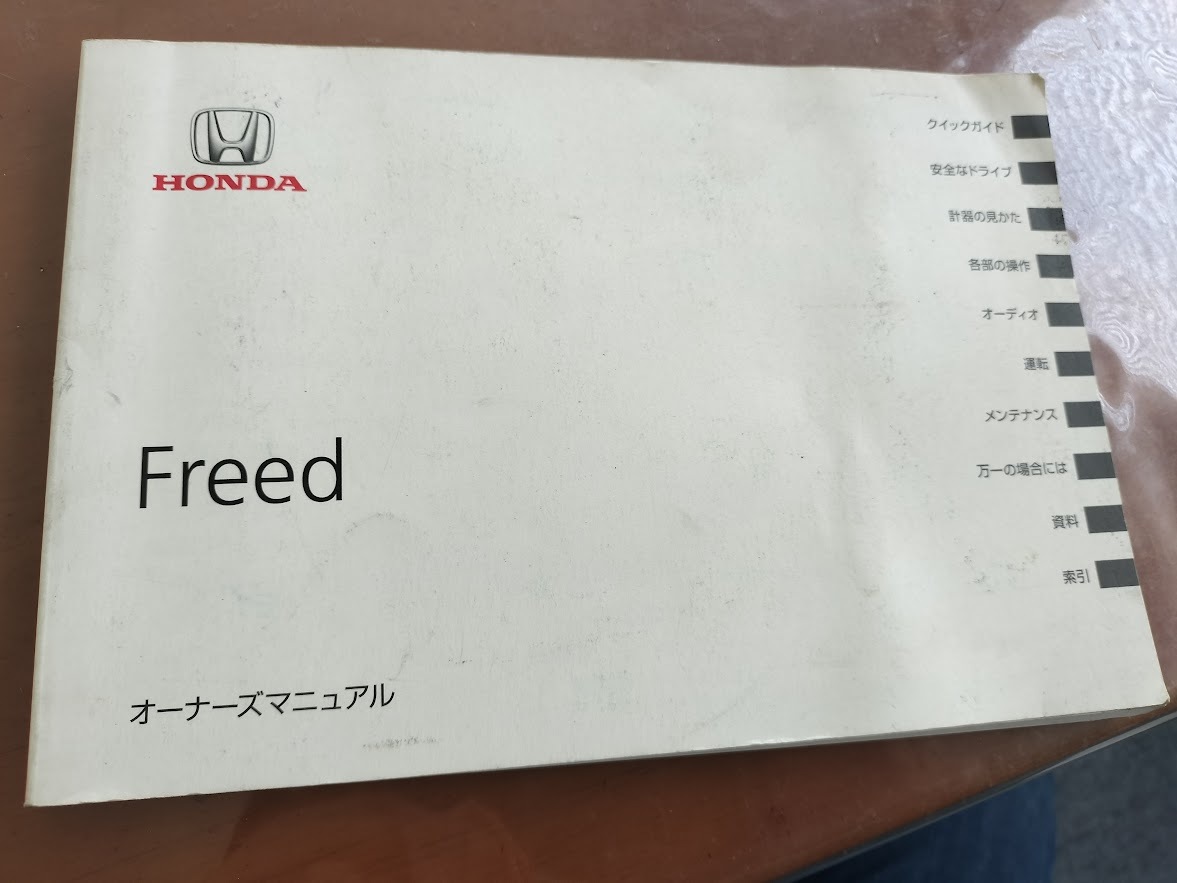 HONDA
クイックガイド
安全なドライブ
計器の見かた
各部の操作
オーディオ
運転
メンテナンス
万一の場合には
資料
索引
Freed
オーナーズマニュアル